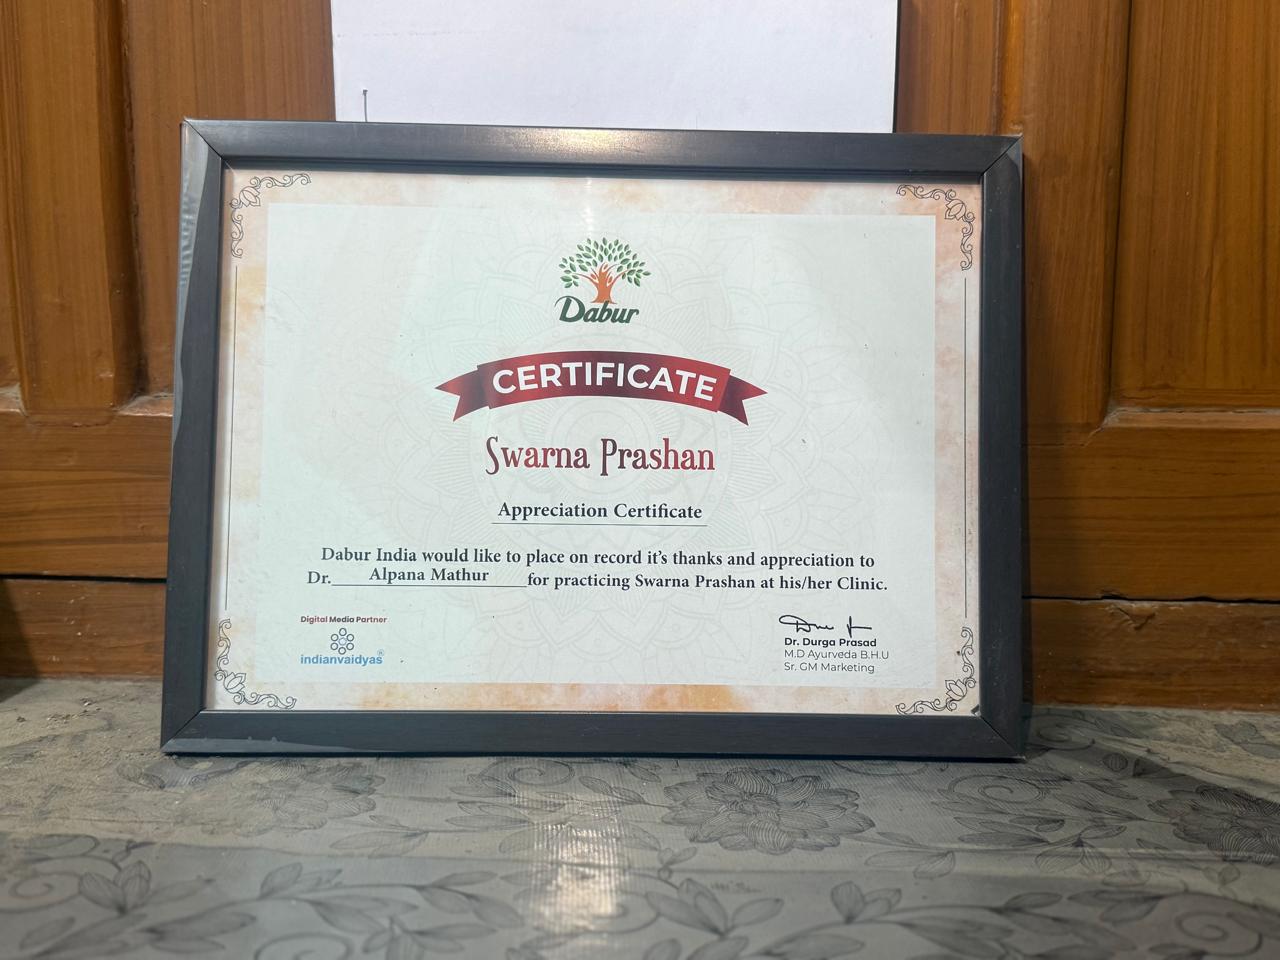 Dabur
CERTIFICATE
Swarna Prashan
Appreciation Certificate
Dabur India would like to place on record it's thanks and appreciation to
Dr. Alpana Mathur for practicing Swarna Prashan at his/her Clinic.
Digital Media Partner
indianvaidyas®
Dr. Durga Prasad
M.D Ayurveda B.H.U
Sr. GM Marketing